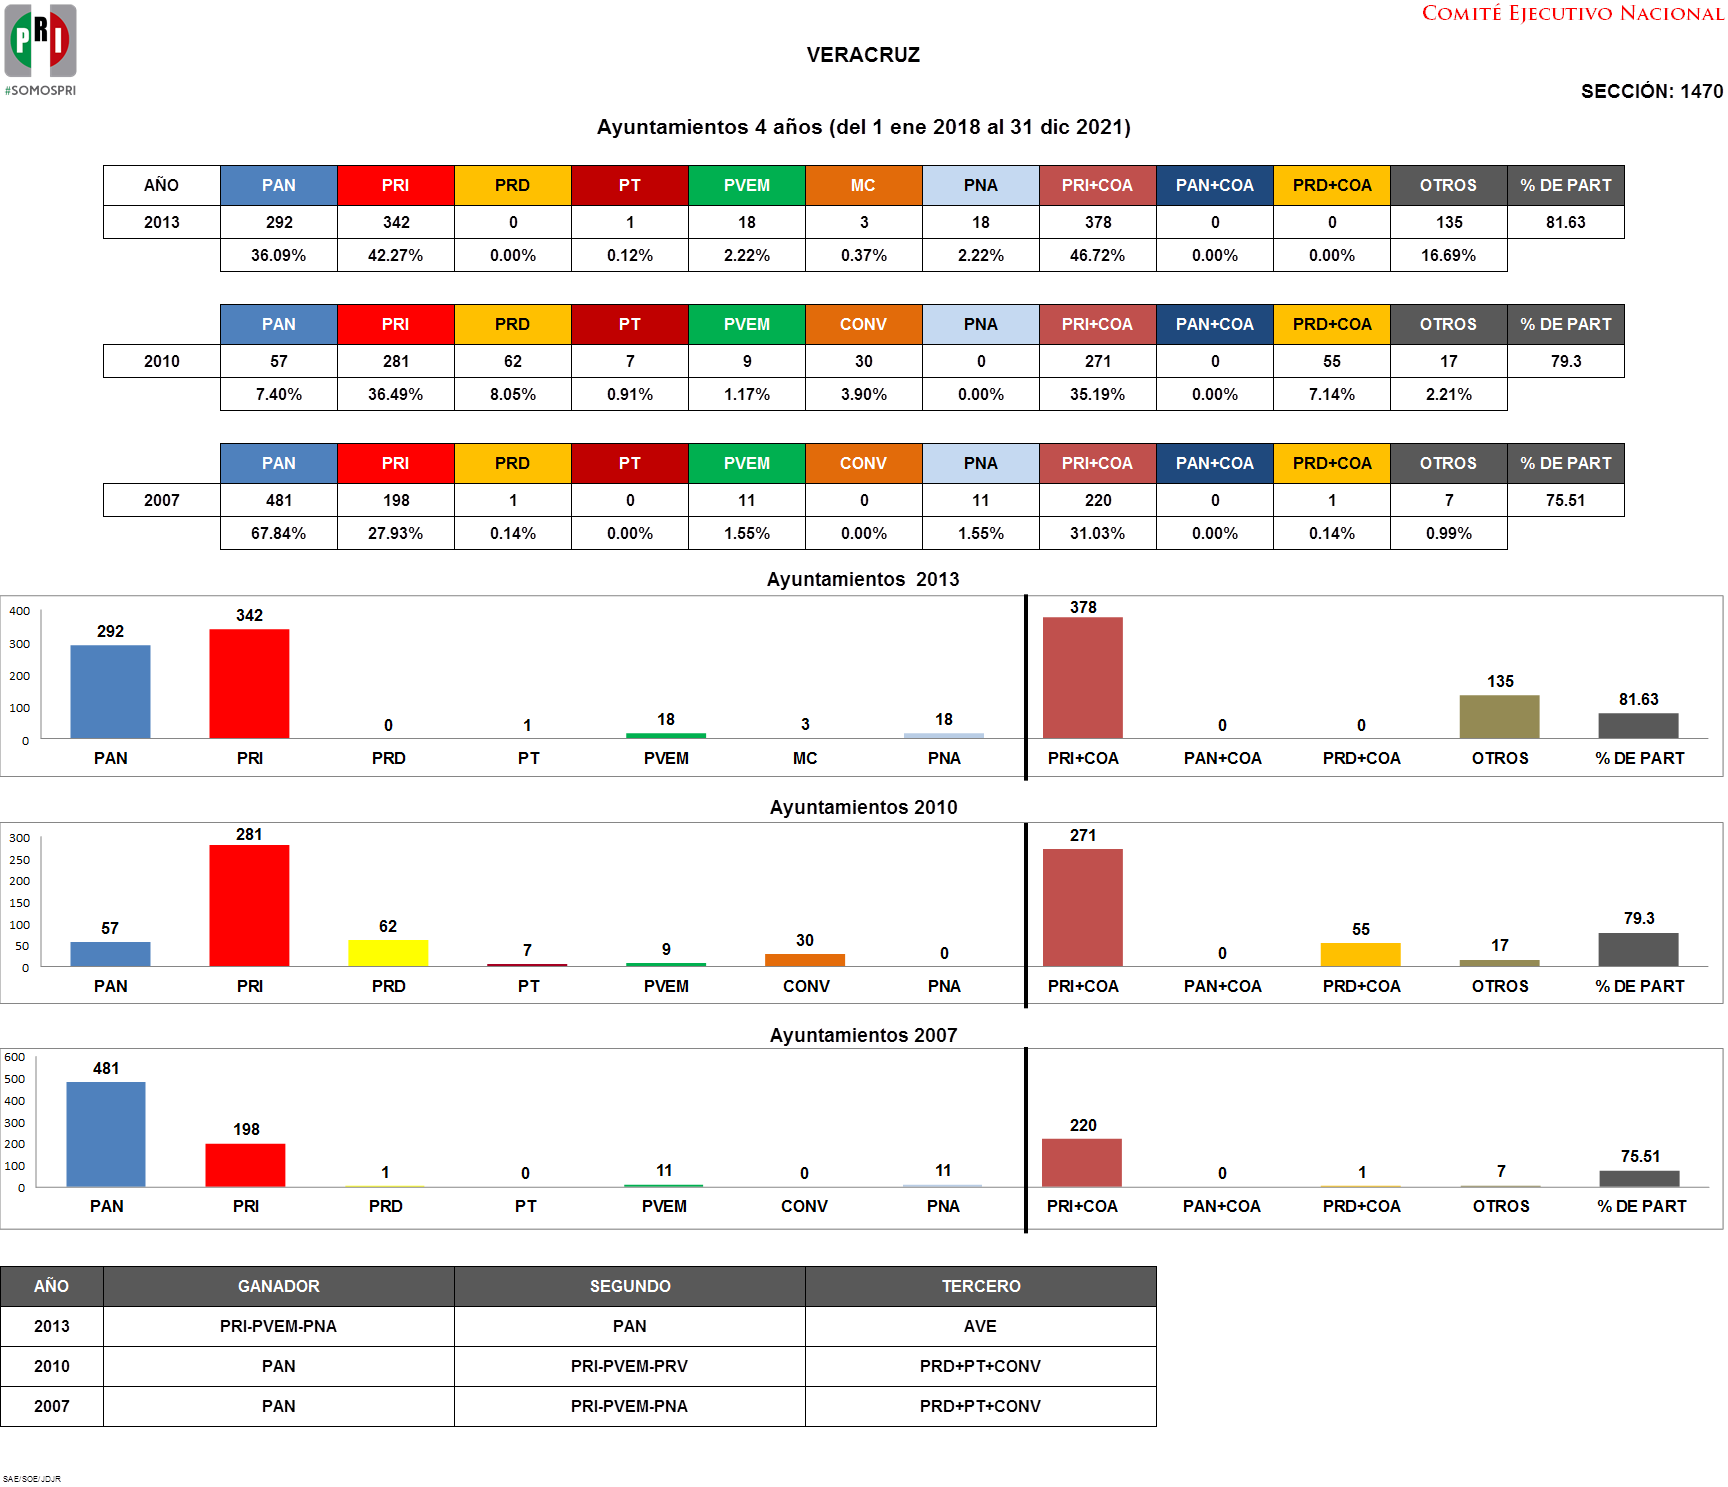 PRI
#SOMOSPRI
COMITÉ EJECUTIVO NACIONAL
VERACRUZ
SECCIÓN: 1470
Ayuntamientos 4 años (del 1 ene 2018 al 31 dic 2021)
AÑO PAN PRI PRD PT PVEM MC PNA PRI+COA PAN+COA PRD+COA OTROS % DE PART
2013 292 342 0 1 18 3 18 378 0 0 135 81.63
36.09% 42.27% 0.00% 0.12% 2.22% 0.37% 2.22% 46.72% 0.00% 0.00% 16.69%
PAN PRI PRD PT PVEM CONV PNA PRI+COA PAN+COA PRD+COA OTROS % DE PART
2010 57 281 62 7 9 30 0 271 0 55 17 79.3
7.40% 36.49% 8.05% 0.91% 1.17% 3.90% 0.00% 35.19% 0.00% 7.14% 2.21%
PAN PRI PRD PT PVEM CONV PNA PRI+COA PAN+COA PRD+COA OTROS % DE PART
2007 481 198 1 0 11 0 11 220 0 1 7 75.51
67.84% 27.93% 0.14% 0.00% 1.55% 0.00% 1.55% 31.03% 0.00% 0.14% 0.99%
Ayuntamientos 2013
400
300
200
100
0
292 342 0 1 18 3 18 378 0 0 135 81.63
PAN PRI PRD PT PVEM MC PNA PRI+COA PAN+COA PRD+COA OTROS % DE PART
Ayuntamientos 2010
300
250
200
150
100
50
0
57 281 62 7 9 30 0 271 0 55 17 79.3
PAN PRI PRD PT PVEM CONV PNA PRI+COA PAN+COA PRD+COA OTROS % DE PART
Ayuntamientos 2007
600
500
400
300
200
100
0
481 198 1 0 11 0 11 220 0 1 7 75.51
PAN PRI PRD PT PVEM CONV PNA PRI+COA PAN+COA PRD+COA OTROS % DE PART
AÑO GANADOR SEGUNDO TERCERO
2013 PRI-PVEM-PNA PAN AVE
2010 PAN PRI-PVEM-PRV PRD+PT+CONV
2007 PAN PRI-PVEM-PNA PRD+PT+CONV
SAE/SOE/JDJR